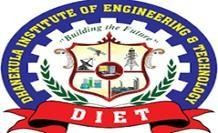 DHANEKULA INSTITUTE OF ENGINEERING & TECHNOLOGY
"Building the Future"
DIET